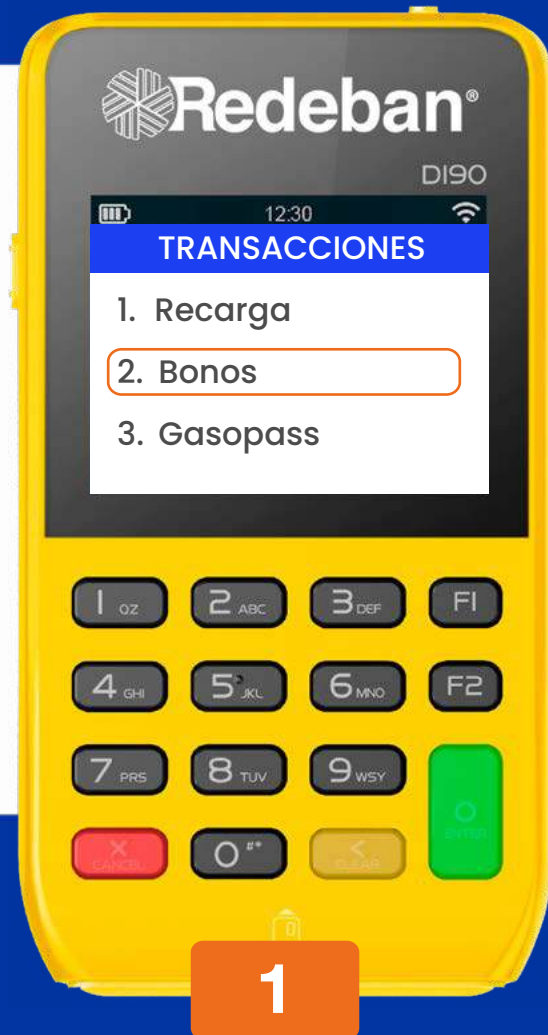 Redeban®
DI90
12:30
TRANSACCIONES
1. Recarga
2. Bonos
3. Gasopass
1 QZ 2 ABC 3 DEF F1
4 GHI 5 JKL 6 MNO F2
7 PRS 8 TUV 9 WSY
X CANCEL 0 #* < CLEAR O ENTER
1